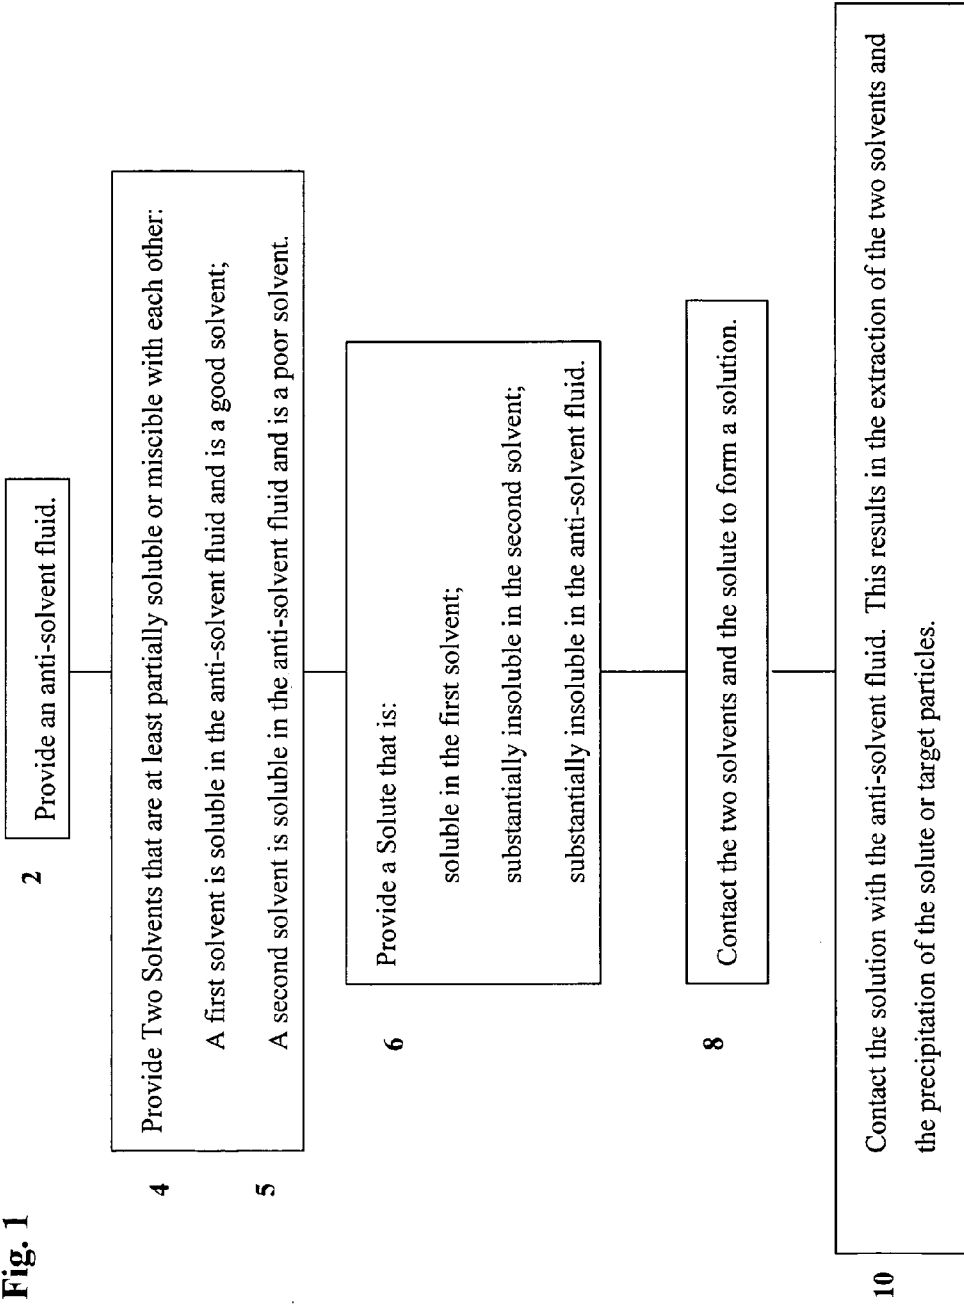 Fig. 1
2
Provide an anti-solvent fluid.
4
Provide Two Solvents that are at least partially soluble or miscible with each other:
A first solvent is soluble in the anti-solvent fluid and is a good solvent;
5
A second solvent is soluble in the anti-solvent fluid and is a poor solvent.
6
Provide a Solute that is:
soluble in the first solvent;
substantially insoluble in the second solvent;
substantially insoluble in the anti-solvent fluid.
8
Contact the two solvents and the solute to form a solution.
10
Contact the solution with the anti-solvent fluid.  This results in the extraction of the two solvents and
the precipitation of the solute or target particles.